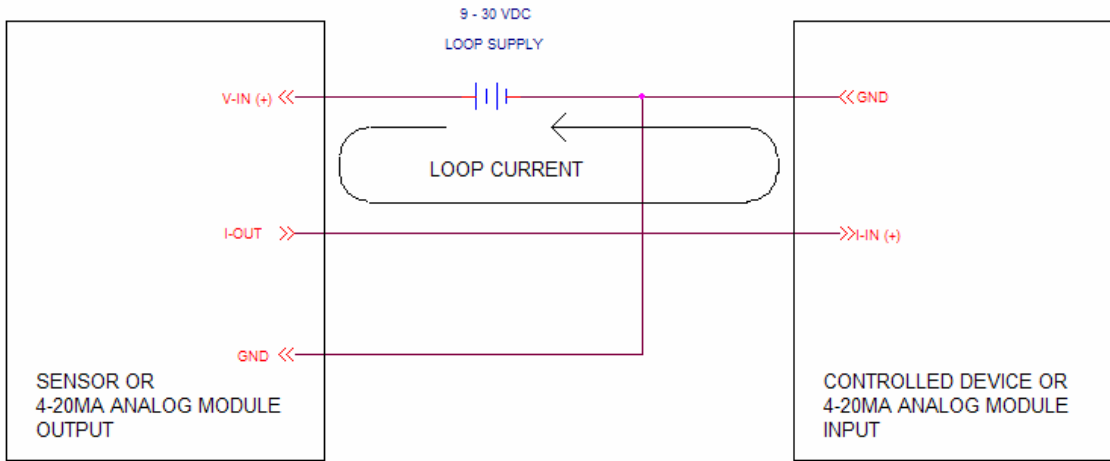 9 - 30 VDC
LOOP SUPPLY
V-IN (+)
GND
LOOP CURRENT
I-OUT
I-IN (+)
GND
SENSOR OR
4-20MA ANALOG MODULE
OUTPUT
CONTROLLED DEVICE OR
4-20MA ANALOG MODULE
INPUT